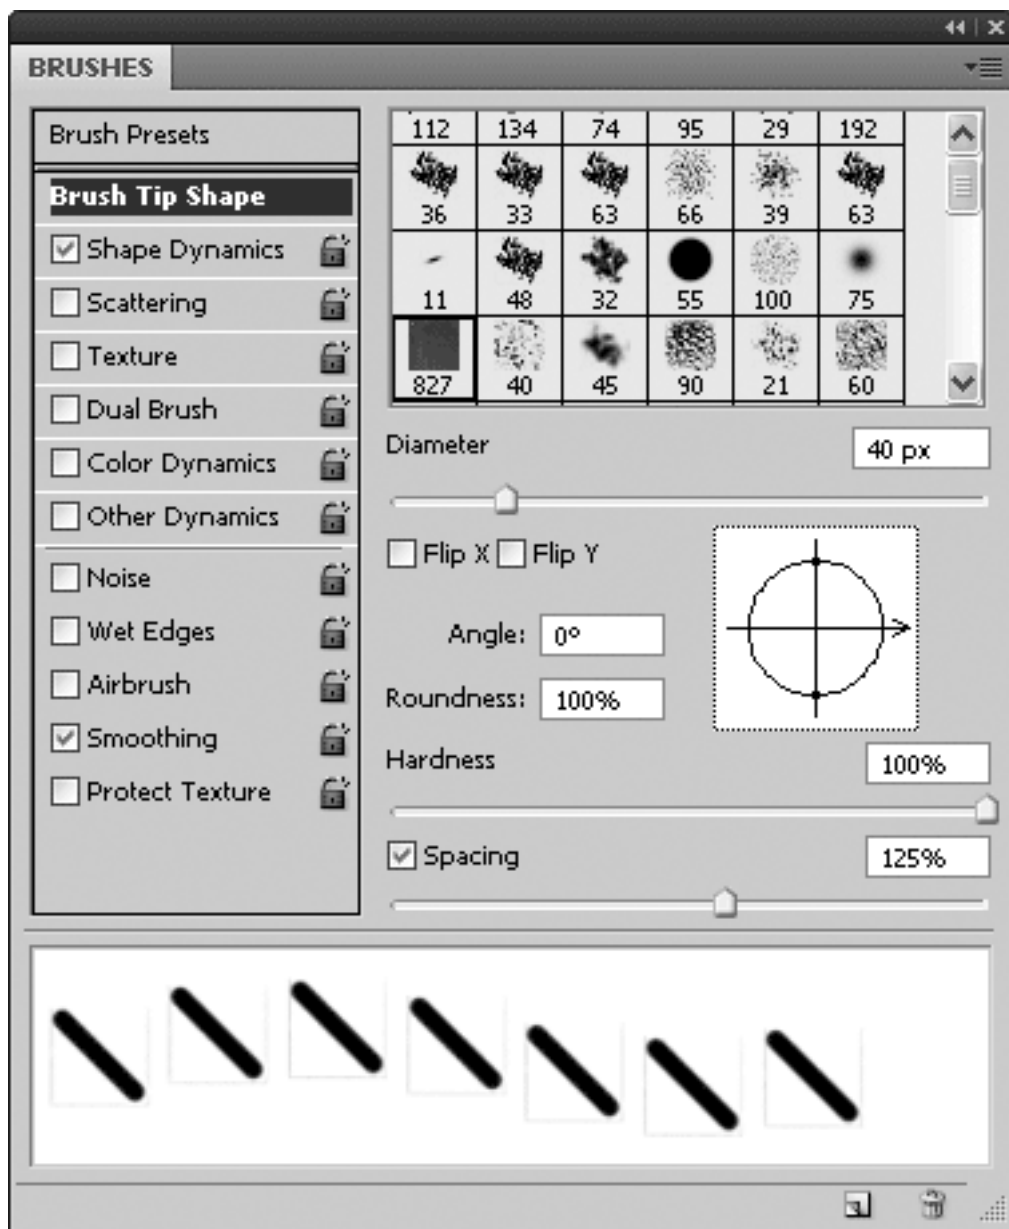 BRUSHES
Brush Presets
Brush Tip Shape
Shape Dynamics
Scattering
Texture
Dual Brush
Color Dynamics
Other Dynamics
Noise
Wet Edges
Airbrush
Smoothing
Protect Texture
112 134 74 95 29 192
36 33 63 66 39 63
11 48 32 55 100 75
827 40 45 90 21 60
Diameter 40 px
Flip X Flip Y
Angle: 0º
Roundness: 100%
Hardness 100%
Spacing 125%